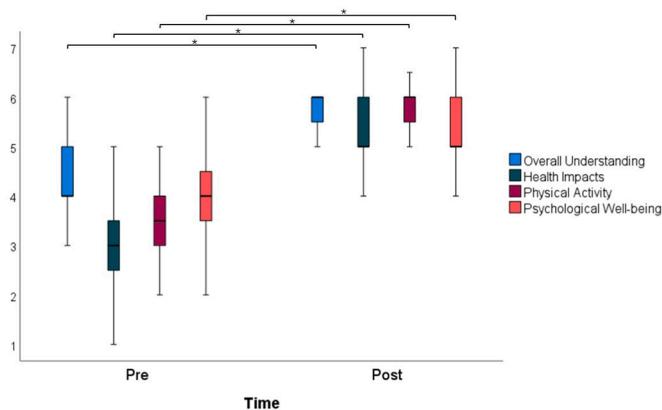 *
*
*
*
7
6
5
4
3
2
1
Pre
Post
Time
Overall Understanding
Health Impacts
Physical Activity
Psychological Well-being